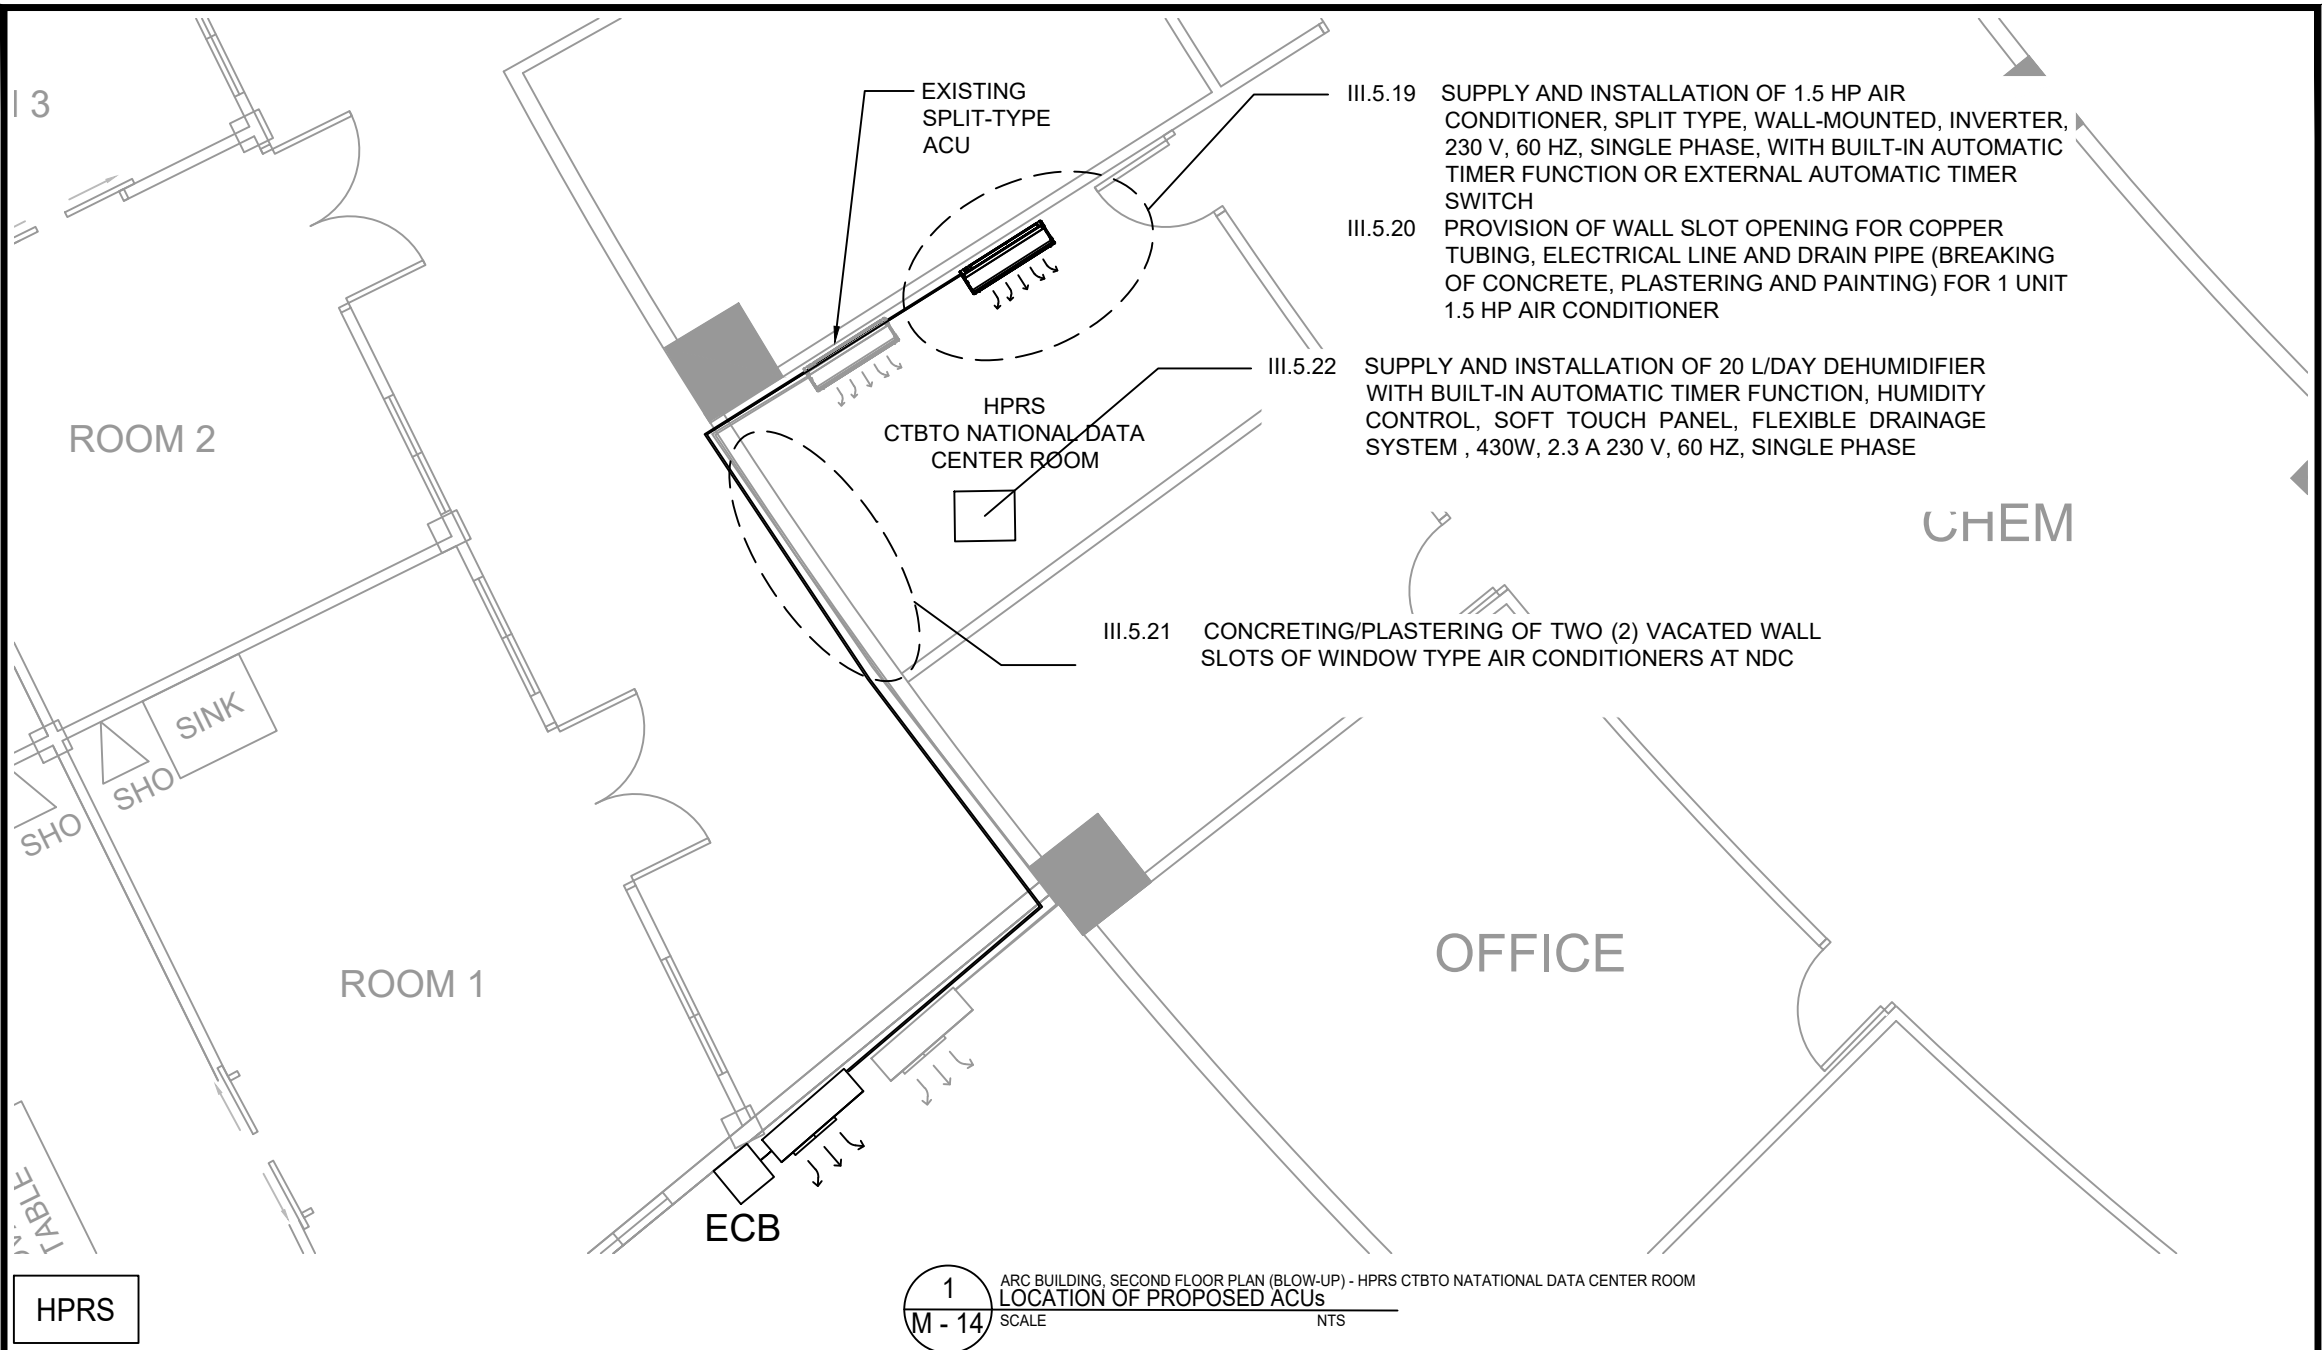 I 3
EXISTING
SPLIT-TYPE
ACU
III.5.19 SUPPLY AND INSTALLATION OF 1.5 HP AIR
CONDITIONER, SPLIT TYPE, WALL-MOUNTED, INVERTER,
230 V, 60 HZ, SINGLE PHASE, WITH BUILT-IN AUTOMATIC
TIMER FUNCTION OR EXTERNAL AUTOMATIC TIMER
SWITCH
III.5.20 PROVISION OF WALL SLOT OPENING FOR COPPER
TUBING, ELECTRICAL LINE AND DRAIN PIPE (BREAKING
OF CONCRETE, PLASTERING AND PAINTING) FOR 1 UNIT
1.5 HP AIR CONDITIONER
III.5.22 SUPPLY AND INSTALLATION OF 20 L/DAY DEHUMIDIFIER
WITH BUILT-IN AUTOMATIC TIMER FUNCTION, HUMIDITY
CONTROL, SOFT TOUCH PANEL, FLEXIBLE DRAINAGE
SYSTEM , 430W, 2.3 A 230 V, 60 HZ, SINGLE PHASE
HPRS
CTBTO NATIONAL DATA
CENTER ROOM
ROOM 2
CHEM
III.5.21 CONCRETING/PLASTERING OF TWO (2) VACATED WALL
SLOTS OF WINDOW TYPE AIR CONDITIONERS AT NDC
SINK
SHO
SHO
OFFICE
ROOM 1
TABLE
ECB
HPRS
1
M - 14
ARC BUILDING, SECOND FLOOR PLAN (BLOW-UP) - HPRS CTBTO NATATIONAL DATA CENTER ROOM
LOCATION OF PROPOSED ACUs
SCALE NTS